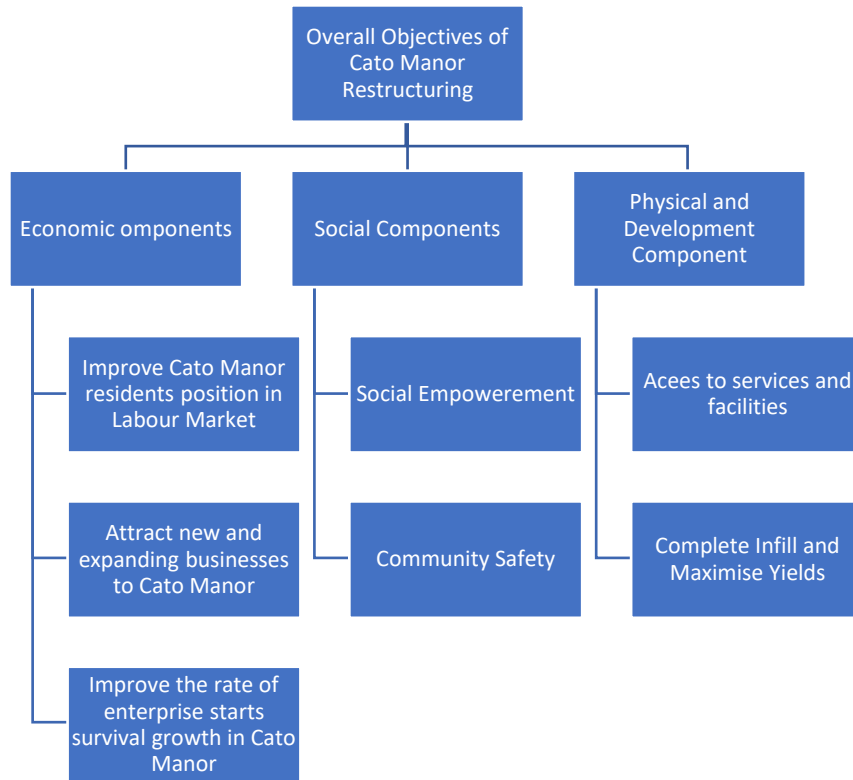 Overall Objectives of
Cato Manor
Restructuring
Economic omponents
Social Components
Physical and
Development
Component
Improve Cato Manor
residents position in
Labour Market
Social Empowerement
Acees to services and
facilities
Attract new and
expanding businesses
to Cato Manor
Community Safety
Complete Infill and
Maximise Yields
Improve the rate of
enterprise starts
survival growth in Cato
Manor